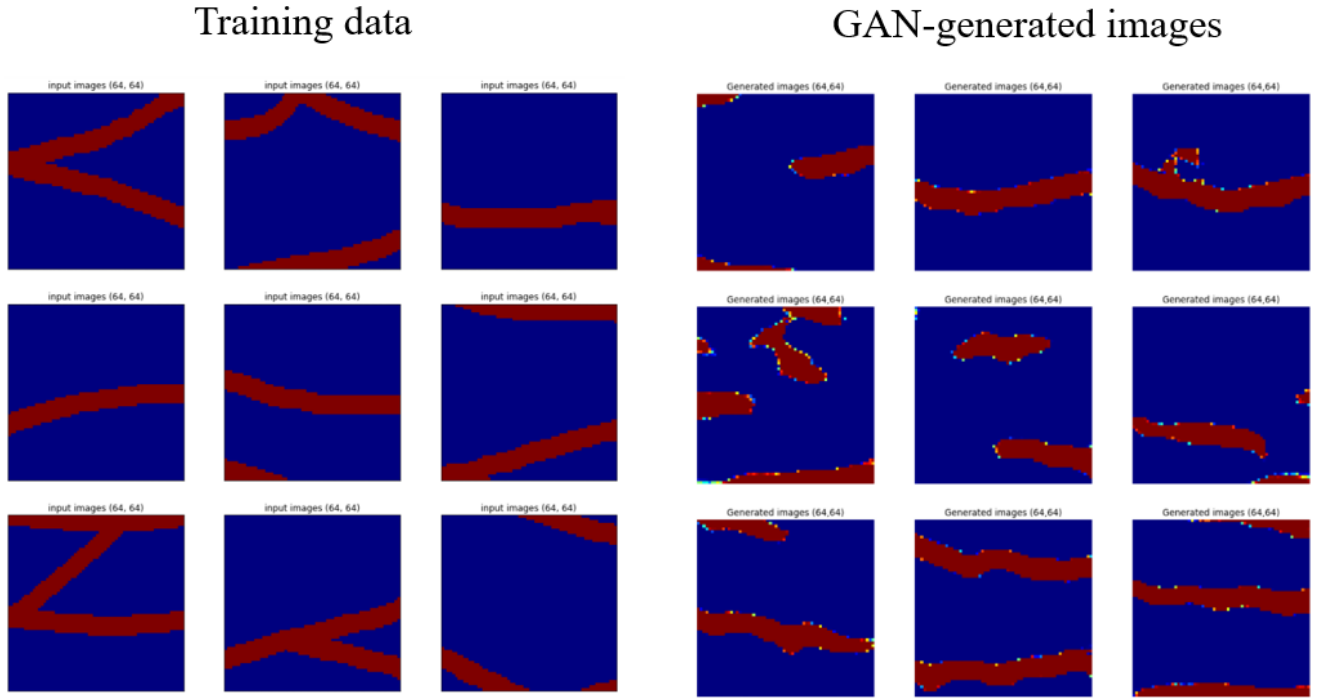 Training data
GAN-generated images
input images (64, 64)
input images (64, 64)
input images (64, 64)
Generated images (64,64)
Generated images (64,64)
Generated images (64,64)
input images (64, 64)
input images (64, 64)
input images (64, 64)
Generated images (64,64)
Generated images (64,64)
Generated images (64,64)
input images (64, 64)
input images (64, 64)
input images (64, 64)
Generated images (64,64)
Generated images (64,64)
Generated images (64,64)